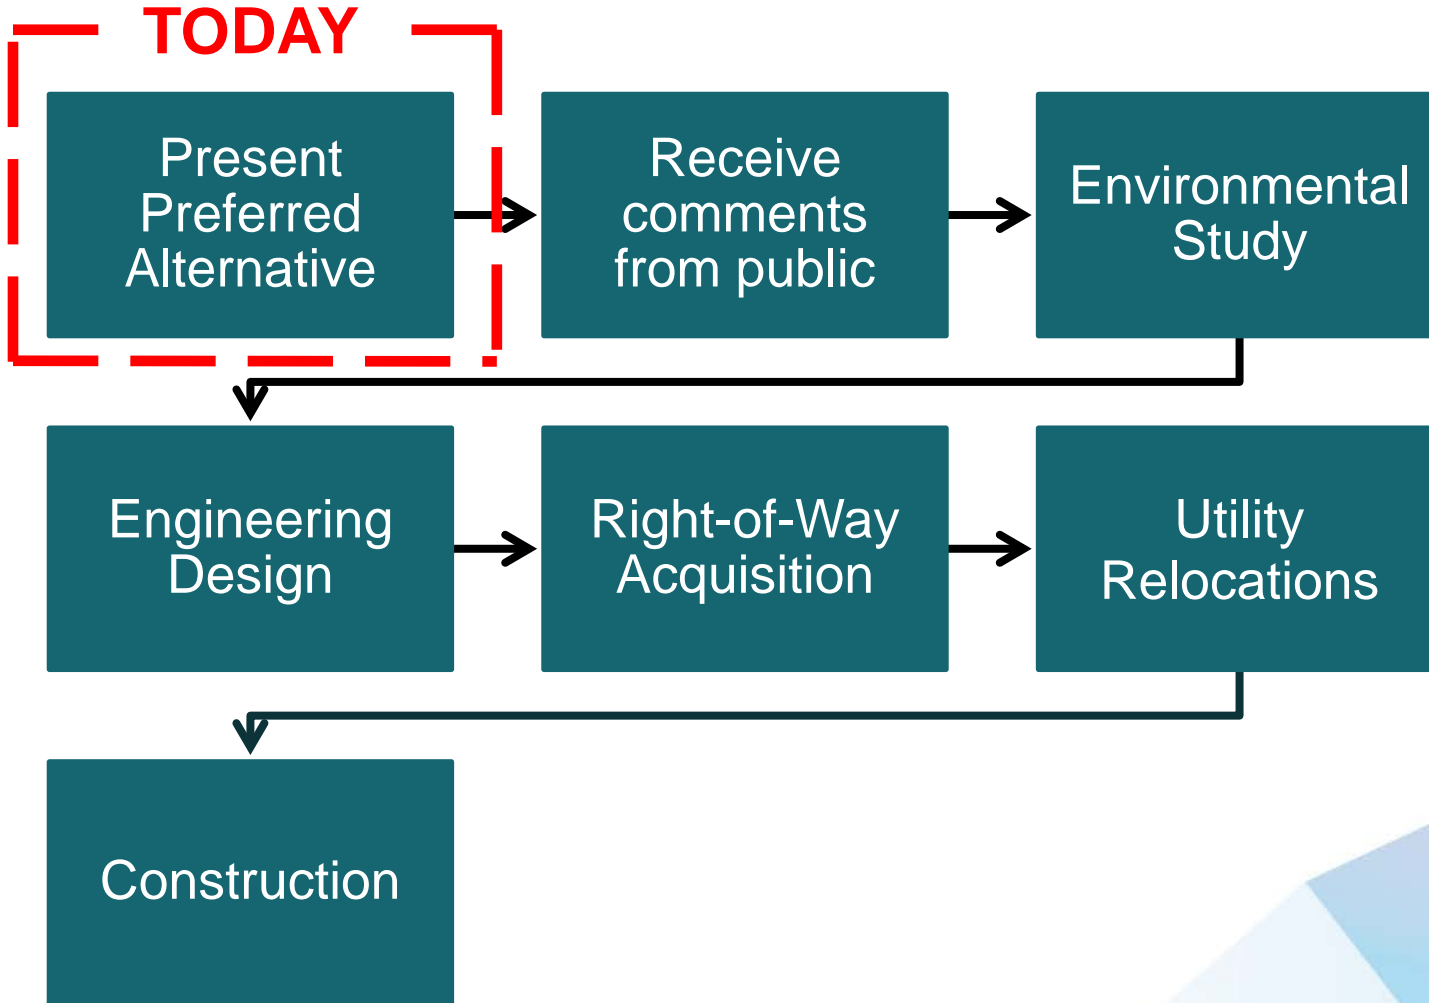 TODAY
Present
Preferred
Alternative
Receive
comments
from public
Environmental
Study
Engineering
Design
Right-of-Way
Acquisition
Utility
Relocations
Construction